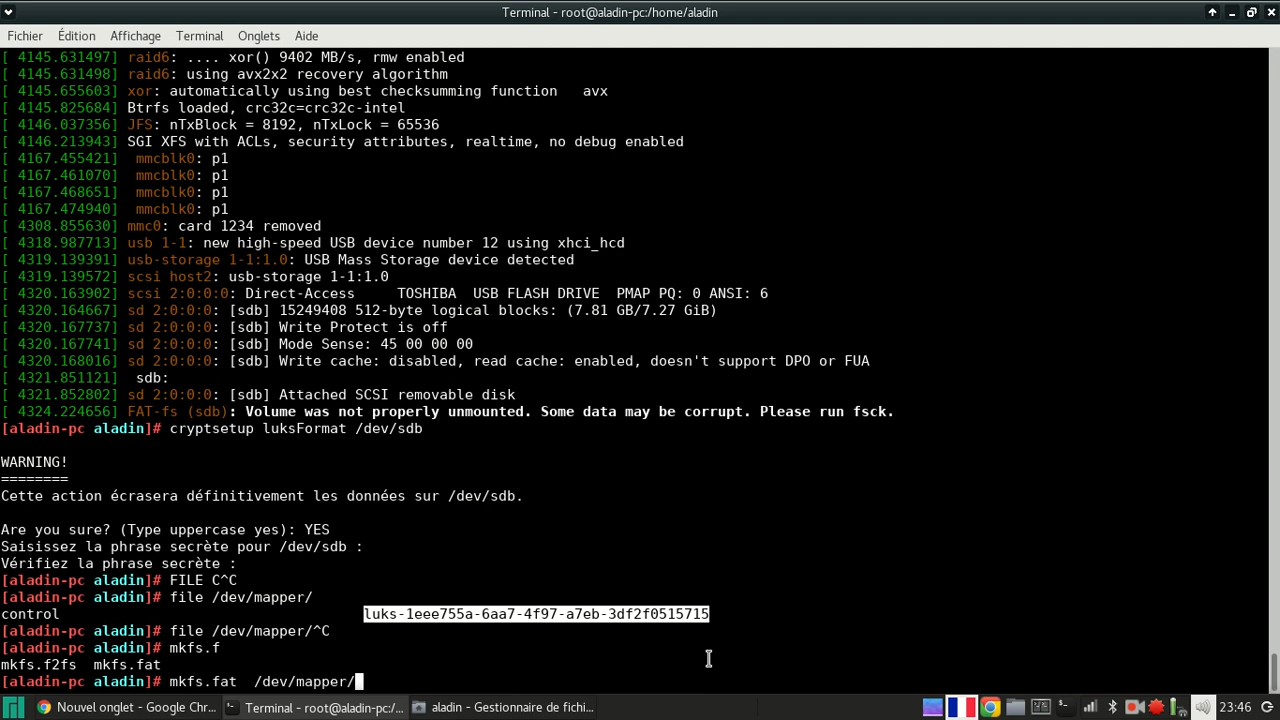 Terminal - root@aladin-pc:/home/aladin
Fichier Édition Affichage Terminal Onglets Aide
[ 4145.631497] raid6: .... xor() 9402 MB/s, rmw enabled
[ 4145.631498] raid6: using avx2x2 recovery algorithm
[ 4145.655603] xor: automatically using best checksumming function   avx
[ 4145.825684] Btrfs loaded, crc32c=crc32c-intel
[ 4146.037356] JFS: nTxBlock = 8192, nTxLock = 65536
[ 4146.213943] SGI XFS with ACLs, security attributes, realtime, no debug enabled
[ 4167.455421]  mmcblk0: p1
[ 4167.461070]  mmcblk0: p1
[ 4167.468651]  mmcblk0: p1
[ 4167.474940]  mmcblk0: p1
[ 4308.855630] mmc0: card 1234 removed
[ 4318.987713] usb 1-1: new high-speed USB device number 12 using xhci_hcd
[ 4319.139391] usb-storage 1-1:1.0: USB Mass Storage device detected
[ 4319.139572] scsi host2: usb-storage 1-1:1.0
[ 4320.163902] scsi 2:0:0:0: Direct-Access     TOSHIBA  USB FLASH DRIVE  PMAP PQ: 0 ANSI: 6
[ 4320.164667] sd 2:0:0:0: [sdb] 15249408 512-byte logical blocks: (7.81 GB/7.27 GiB)
[ 4320.167737] sd 2:0:0:0: [sdb] Write Protect is off
[ 4320.167741] sd 2:0:0:0: [sdb] Mode Sense: 45 00 00 00
[ 4320.168016] sd 2:0:0:0: [sdb] Write cache: disabled, read cache: enabled, doesn't support DPO or FUA
[ 4321.851121]  sdb:
[ 4321.852802] sd 2:0:0:0: [sdb] Attached SCSI removable disk
[ 4324.224656] FAT-fs (sdb): Volume was not properly unmounted. Some data may be corrupt. Please run fsck.
[aladin-pc aladin]# cryptsetup luksFormat /dev/sdb
WARNING!
========
Cette action écrasera définitivement les données sur /dev/sdb.
Are you sure? (Type uppercase yes): YES
Saisissez la phrase secrète pour /dev/sdb :
Vérifiez la phrase secrète :
[aladin-pc aladin]# FILE C^C
[aladin-pc aladin]# file /dev/mapper/
control                                    luks-1eee755a-6aa7-4f97-a7eb-3df2f0515715
[aladin-pc aladin]# file /dev/mapper/^C
[aladin-pc aladin]# mkfs.f
mkfs.f2fs  mkfs.fat
[aladin-pc aladin]# mkfs.fat  /dev/mapper/
Nouvel onglet - Google Chr... Terminal - root@aladin-pc:/... aladin - Gestionnaire de fichi... 23:46